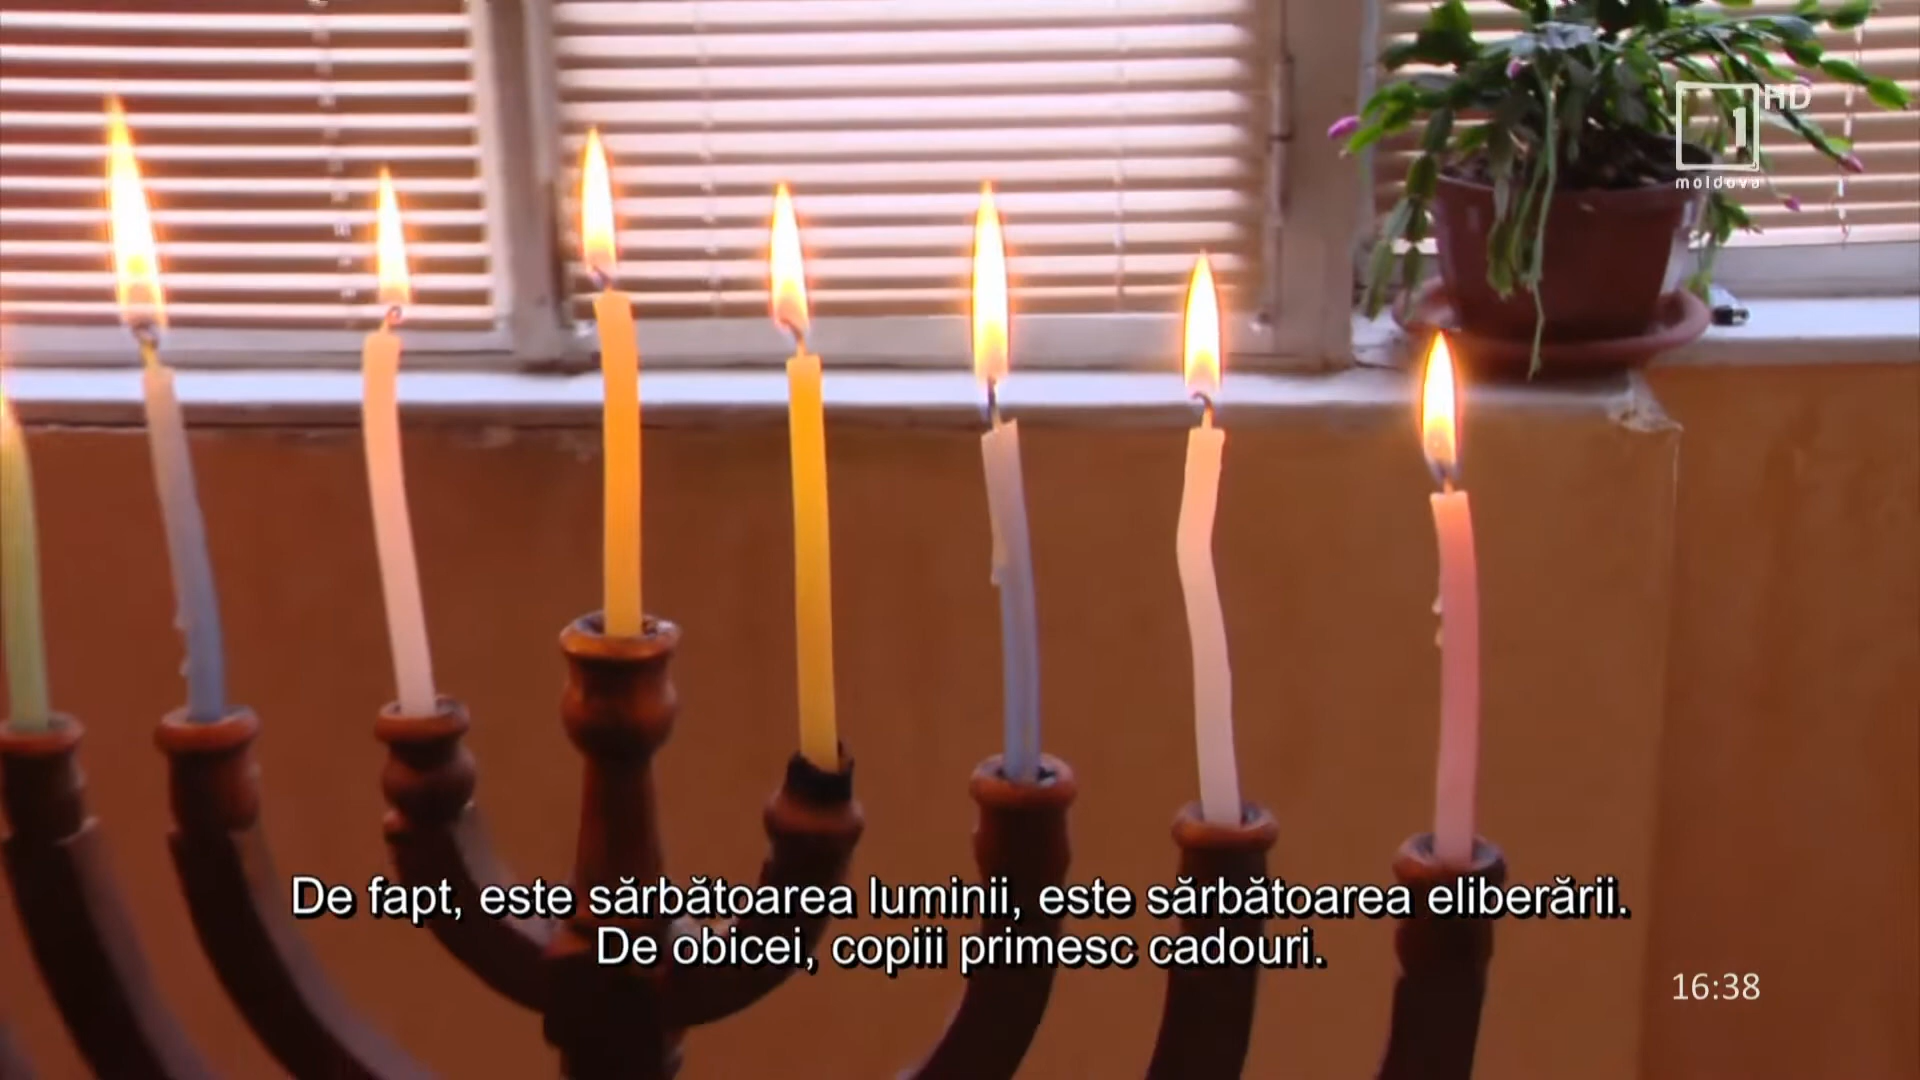 HD
1
moldova
De fapt, este sărbătoarea luminii, este sărbătoarea eliberării.
De obicei, copiii primesc cadouri.
16:38